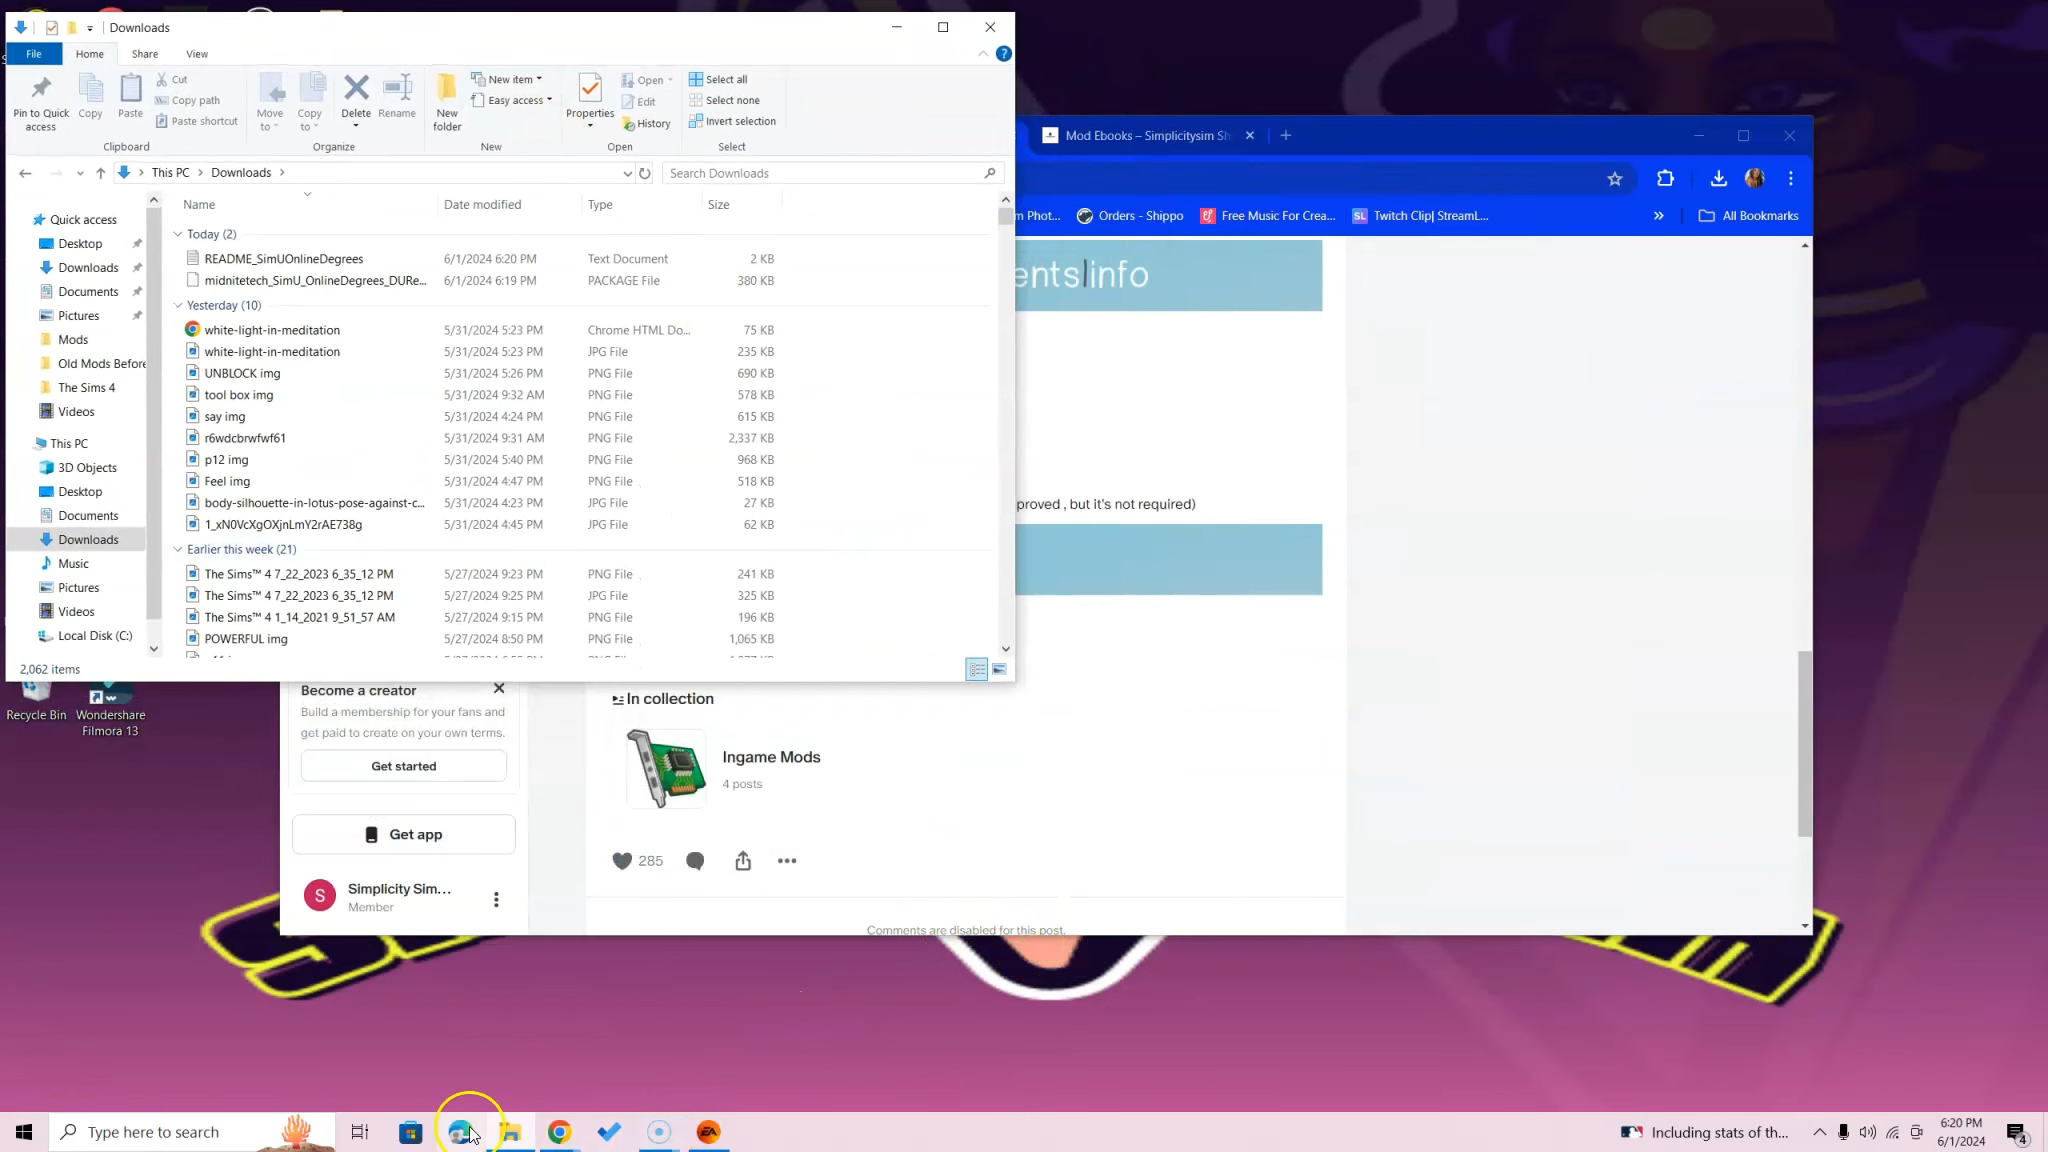 Downloads
File Home Share View
Pin to Quick access
Copy
Paste
Cut
Copy path
Paste shortcut
Clipboard
Move to
Copy to
Delete
Rename
Organize
New folder
New item
Easy access
New
Properties
Open
Edit
History
Open
Select all
Select none
Invert selection
Select
This PC > Downloads >
Search Downloads
Quick access
Desktop
Downloads
Documents
Pictures
Mods
Old Mods Before
The Sims 4
Videos
This PC
3D Objects
Desktop
Documents
Downloads
Music
Pictures
Videos
Local Disk (C:)
Name Date modified Type Size
Today (2)
README_SimUOnlineDegrees 6/1/2024 6:20 PM Text Document 2 KB
midnitetech_SimU_OnlineDegrees_DURe... 6/1/2024 6:19 PM PACKAGE File 380 KB
Yesterday (10)
white-light-in-meditation 5/31/2024 5:23 PM Chrome HTML Do... 75 KB
white-light-in-meditation 5/31/2024 5:23 PM JPG File 235 KB
UNBLOCK img 5/31/2024 5:26 PM PNG File 690 KB
tool box img 5/31/2024 9:32 AM PNG File 578 KB
say img 5/31/2024 4:24 PM PNG File 615 KB
r6wdcbrwfwf61 5/31/2024 9:31 AM PNG File 2,337 KB
p12 img 5/31/2024 5:40 PM PNG File 968 KB
Feel img 5/31/2024 4:47 PM PNG File 518 KB
body-silhouette-in-lotus-pose-against-c... 5/31/2024 4:23 PM JPG File 27 KB
1_xN0VcXgOXjnLmY2rAE738g 5/31/2024 4:45 PM JPG File 62 KB
Earlier this week (21)
The Sims™ 4 7_22_2023 6_35_12 PM 5/27/2024 9:23 PM PNG File 241 KB
The Sims™ 4 7_22_2023 6_35_12 PM 5/27/2024 9:15 PM JPG File 325 KB
The Sims™ 4 1_14_2021 9_51_57 AM 5/27/2024 9:15 PM PNG File 196 KB
POWERFUL img 5/27/2024 8:50 PM PNG File 1,065 KB
2,062 items
Mod Ebooks – Simplicitysim Sh
m Phot... Orders - Shippo Free Music For Crea... Twitch Clip| StreamL... » All Bookmarks
ents|info
proved , but it's not required)
Recycle Bin
Wondershare Filmora 13
Become a creator
Build a membership for your fans and
get paid to create on your own terms.
Get started
Get app
S
Simplicity Sim...
Member
In collection
Ingame Mods
4 posts
285
Comments are disabled for this post.
Type here to search
EA
Including stats of th...
6:20 PM
6/1/2024
4